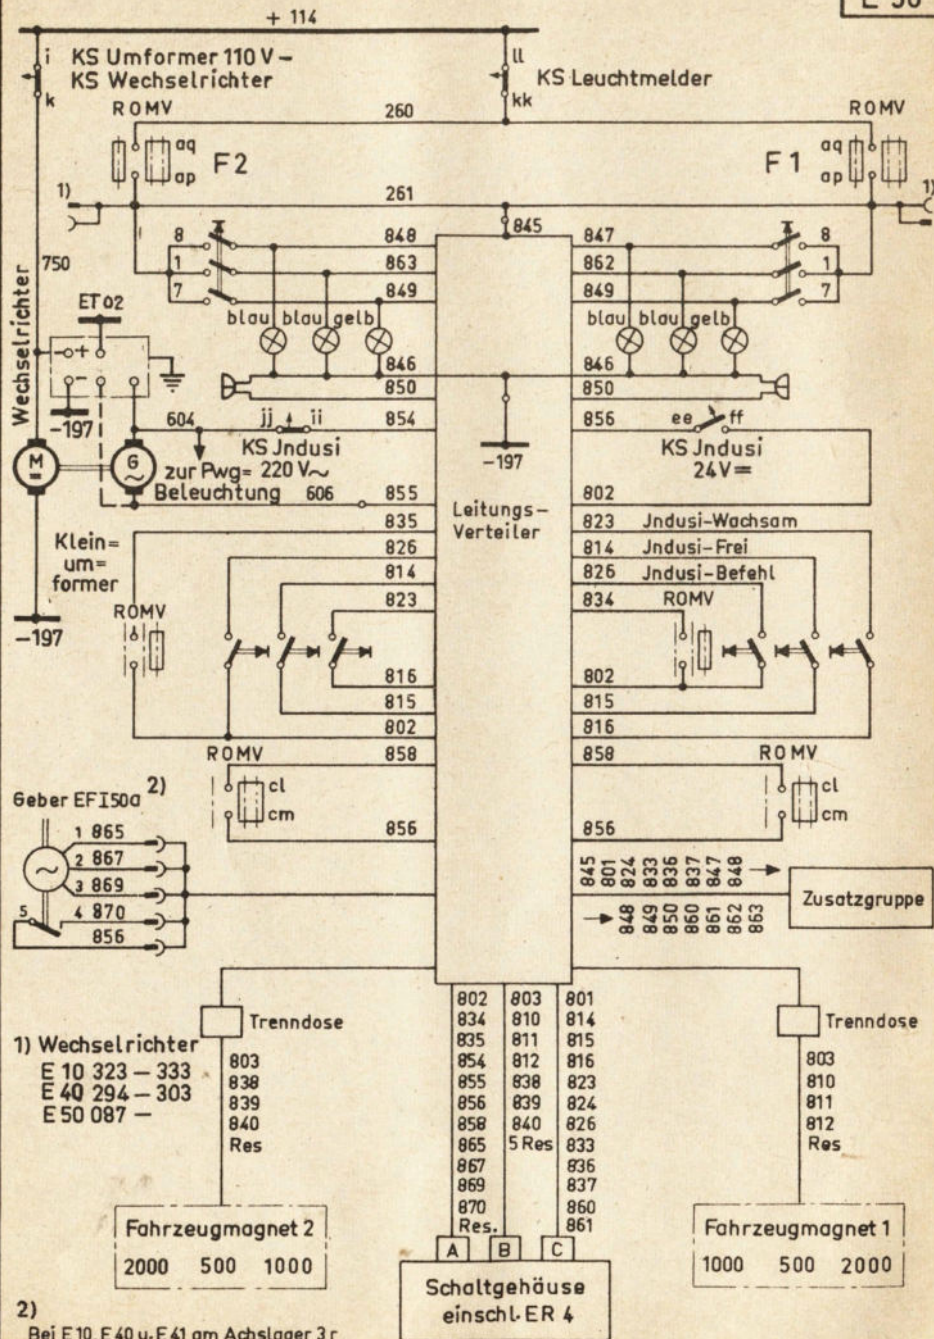 E 50
+ 114
i KS Umformer 110 V –
KS Wechselrichter
k
ll
KS Leuchtmelder
kk
ROMV
260
ROMV
aq
F2
ap
F1
aq
ap
1)
261
1)
845
8 848
847 8
750
1 863
862 1
7 849
849 7
Wechselrichter
ET 02
blau blau gelb
blau blau gelb
+
–
846
846
850
850
–197
604 jj ii 854
856 ee ff
KS Jndusi
24V=
–197
M
G
~
zur Pwg= 220 V~
Beleuchtung 606 855
802
Leitungs–
Verteiler
835
823 Jndusi–Wachsam
Klein=
um=
former
826
814 Jndusi–Frei
814
826 Jndusi–Befehl
ROMV
823
834 ROMV
–197
816
802
815
815
802
816
ROMV 858
858 ROMV
cl
cm
cl
cm
856
856
Geber EFI50a 2)
1 865
2 867
~
3 869
4 870
5
856
845 801 824 833 836 837 847 848
848 849 850 860 861 862 863
Zusatzgruppe
Trenndose
Trenndose
1) Wechselrichter
E 10 323 – 333
E 40 294 – 303
E 50 087 –
803
838
839
840
Res
802 803 801
834 810 814
835 811 815
854 812 816
855 838 823
856 839 824
858 840 826
865 5 Res 833
867 836
869 837
870 860
Res. 861
803
810
811
812
Res
Fahrzeugmagnet 2
2000 500 1000
A B C
Schaltgehäuse
einschl. ER 4
Fahrzeugmagnet 1
1000 500 2000
2)
Bei E10, E40 u. E41 am Achslager 3 r